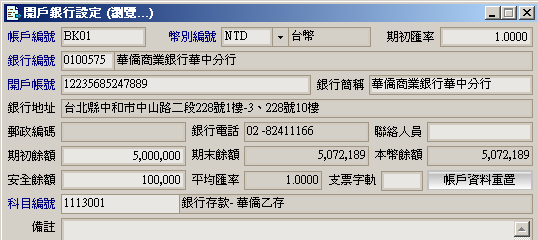 開戶銀行設定 (瀏覽...)
帳戶編號 BK01 幣別編號 NTD 台幣 期初匯率 1.0000
銀行編號 0100575 華僑商業銀行華中分行
開戶帳號 12235685247889 銀行簡稱 華僑商業銀行華中分行
銀行地址 台北縣中和市中山路二段228號1樓-3、228號10樓
郵政編碼 銀行電話 02 -82411166 聯絡人員
期初餘額 5,000,000 期末餘額 5,072,189 本幣餘額 5,072,189
安全餘額 100,000 平均匯率 1.0000 支票字軌 帳戶資料重置
科目編號 1113001 銀行存款- 華僑乙存
備註